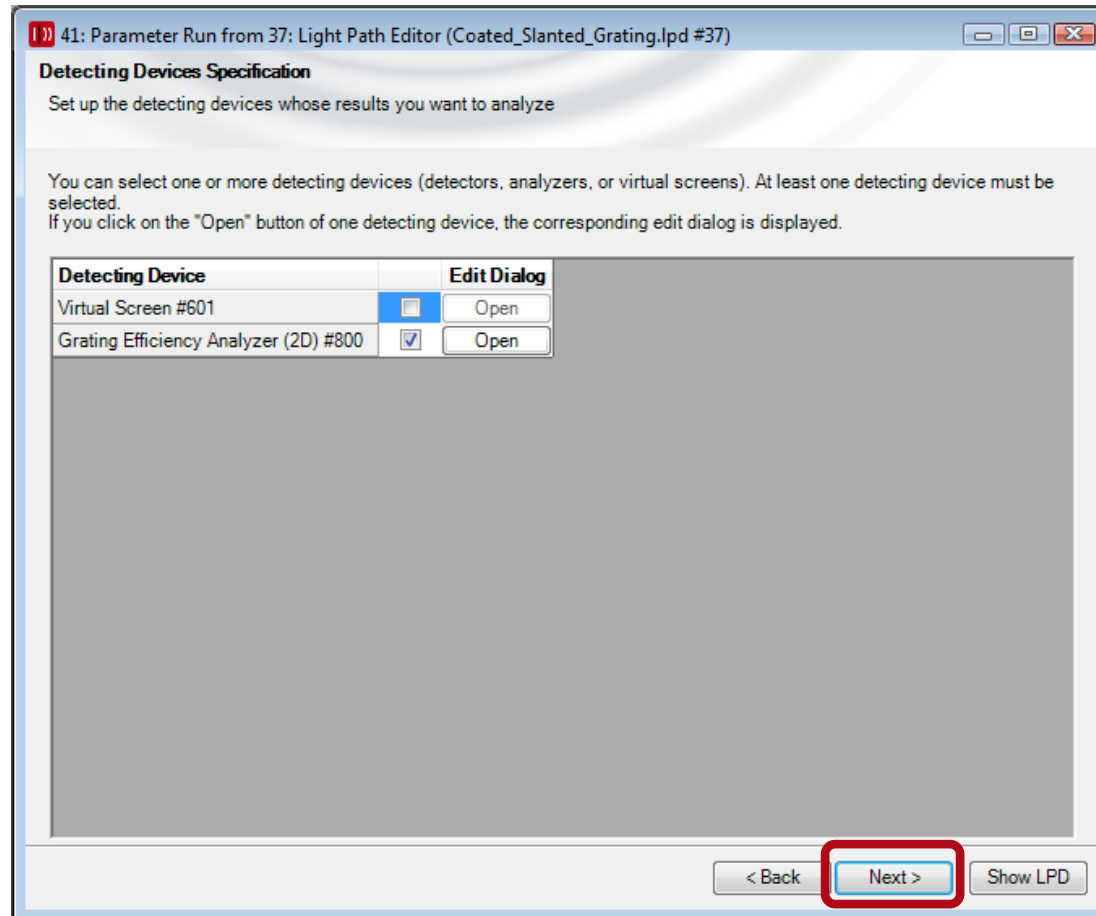 41: Parameter Run from 37: Light Path Editor (Coated_Slanted_Grating.lpd #37)
Detecting Devices Specification
Set up the detecting devices whose results you want to analyze
You can select one or more detecting devices (detectors, analyzers, or virtual screens). At least one detecting device must be
selected.
If you click on the "Open" button of one detecting device, the corresponding edit dialog is displayed.
Detecting Device Edit Dialog
Virtual Screen #601 Open
Grating Efficiency Analyzer (2D) #800 Open
< Back Next > Show LPD